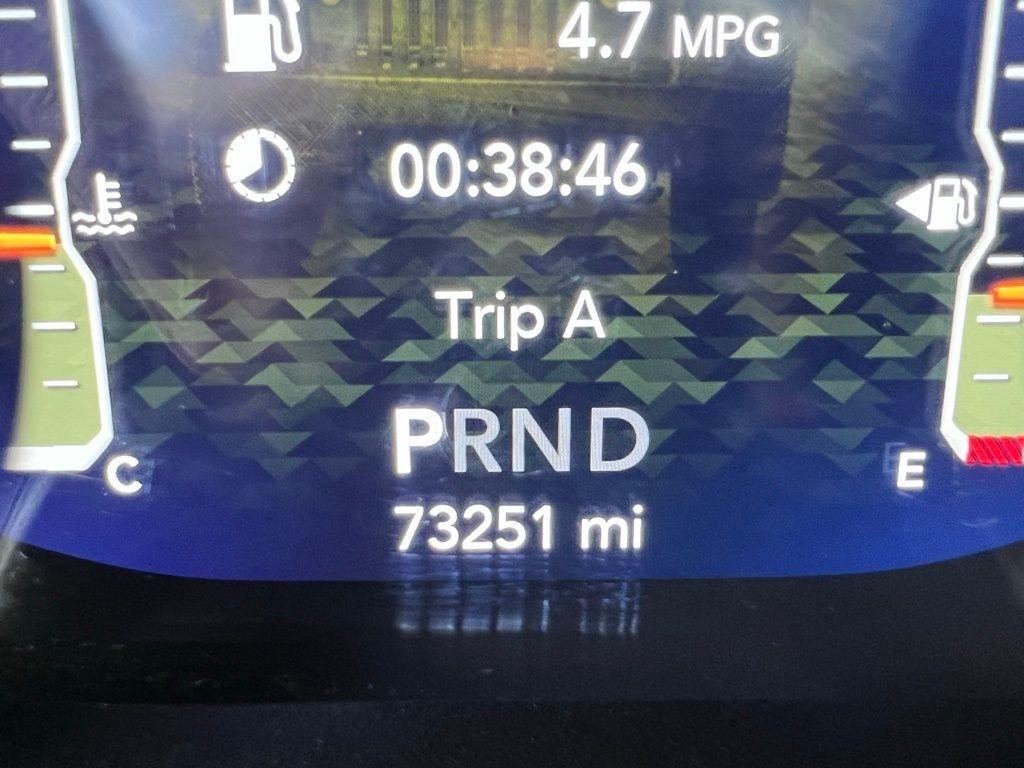 4.7 MPG
00:38:46
Trip A
PRND
C E
73251 mi